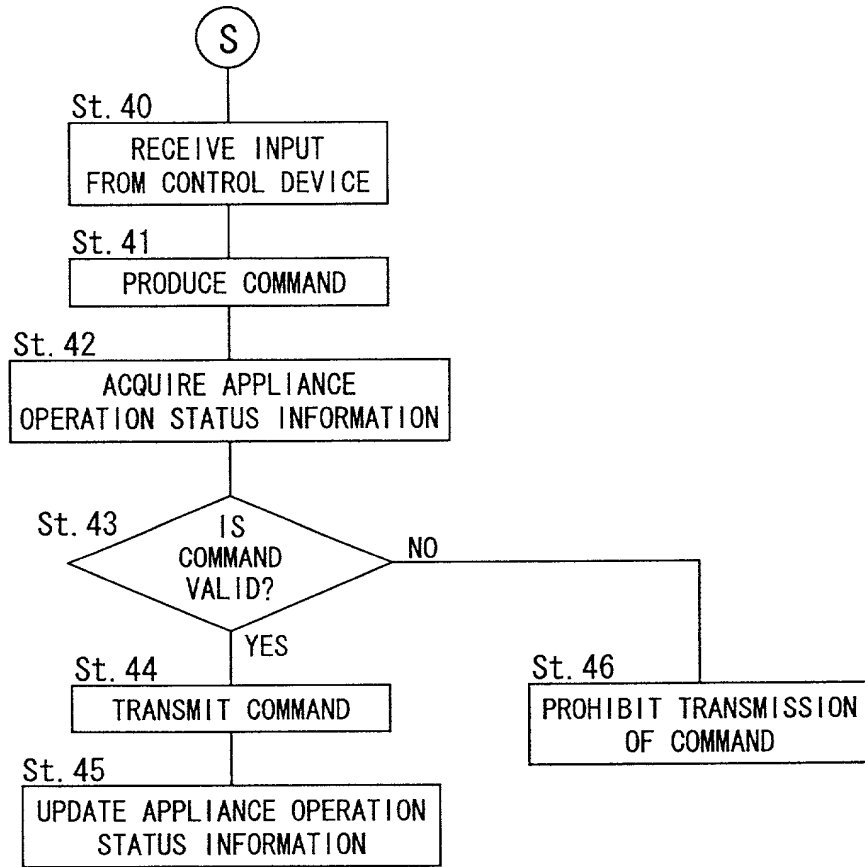 S
St. 40
RECEIVE INPUT
FROM CONTROL DEVICE
St. 41
PRODUCE COMMAND
St. 42
ACQUIRE APPLIANCE
OPERATION STATUS INFORMATION
St. 43
IS
COMMAND
VALID?
NO
YES
St. 44
TRANSMIT COMMAND
St. 46
PROHIBIT TRANSMISSION
OF COMMAND
St. 45
UPDATE APPLIANCE OPERATION
STATUS INFORMATION